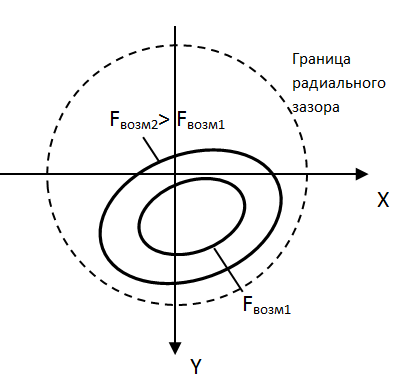 Граница
радиального
зазора
Fвозм2> Fвозм1
X
Fвозм1
Y